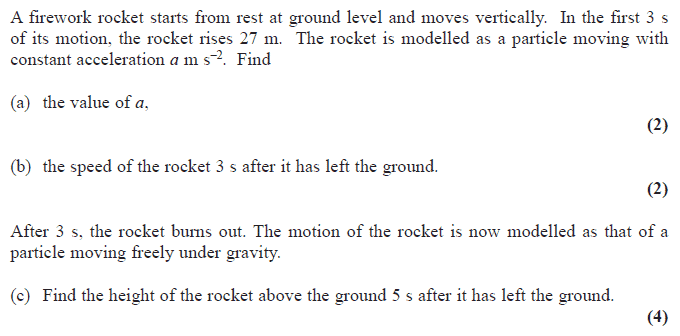 A firework rocket starts from rest at ground level and moves vertically. In the first 3 s
of its motion, the rocket rises 27 m. The rocket is modelled as a particle moving with
constant acceleration a m s⁻². Find
(a) the value of a,
(2)
(b) the speed of the rocket 3 s after it has left the ground.
(2)
After 3 s, the rocket burns out. The motion of the rocket is now modelled as that of a
particle moving freely under gravity.
(c) Find the height of the rocket above the ground 5 s after it has left the ground.
(4)